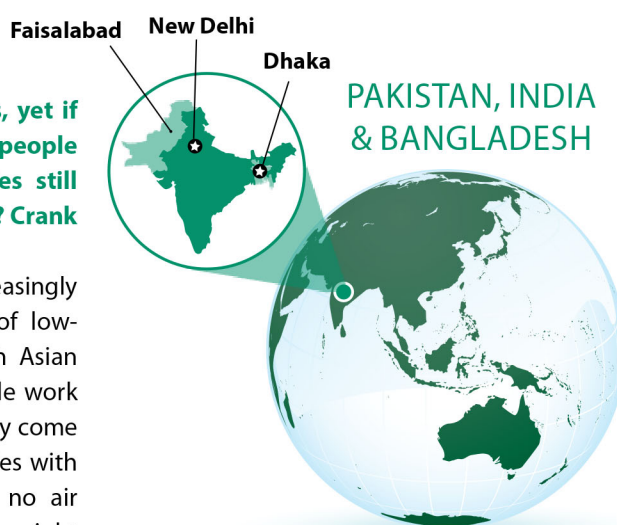 Faisalabad
New Delhi
Dhaka
PAKISTAN, INDIA
& BANGLADESH
, yet if
people
es still
? Crank
easingly
of low-
Asian
le work
y come
es with
no air